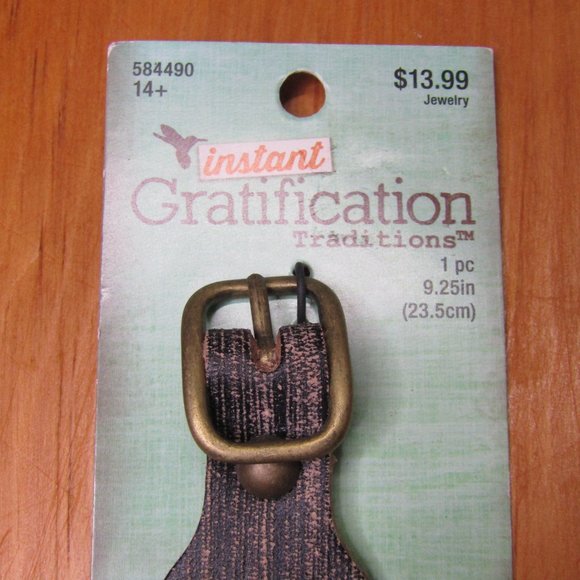 584490
14+
$13.99
Jewelry
instant
Gratification
Traditions™
1 pc
9.25in
(23.5cm)